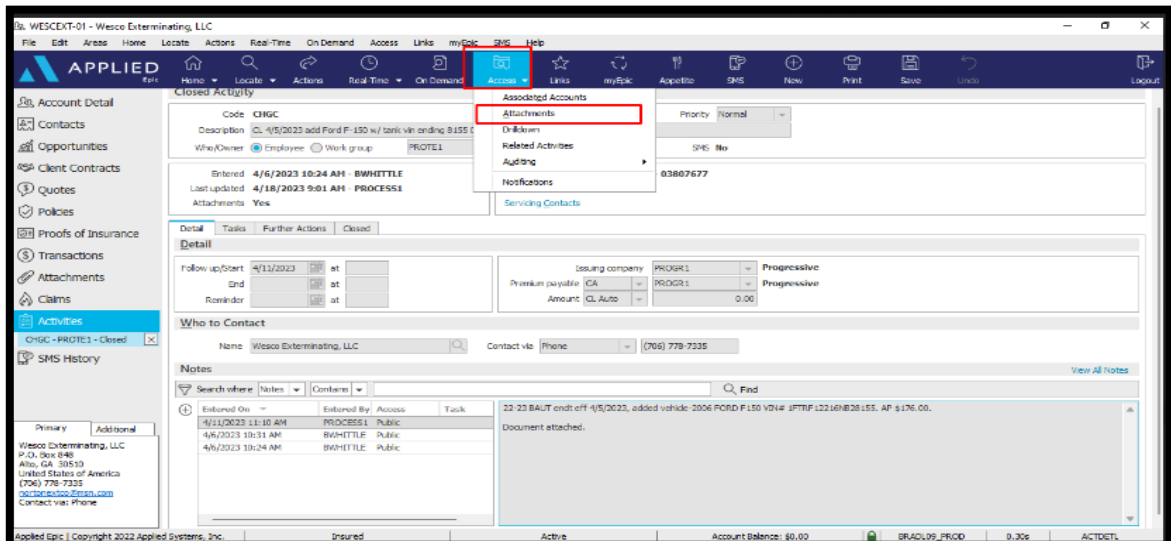 WESCEXT-01 - Wesco Exterminating, LLC
File Edit Areas Home Locate Actions Real-Time On Demand Access Links myEpic SMS Help
APPLIED
Epic
Home Locate Actions Real-Time On Demand Access Links myEpic Appetite SMS New Print Save Undo Logout
Account Detail
Contacts
Opportunities
Client Contracts
Quotes
Policies
Proofs of Insurance
Transactions
Attachments
Claims
Activities
CHGC - PROTE1 - Closed
SMS History
Primary Additional
Wesco Exterminating, LLC
P.O. Box 848
Alto, GA 30510
United States of America
(706) 778-7335
nortonextco@msn.com
Contact via: Phone
Closed Activity
Code CHGC
Description CL 4/5/2023 add Ford F-150 w/ tank vin ending 8155
Who/Owner Employee Work group PROTE1
Priority Normal
SMS No
Associated Accounts
Attachments
Drilldown
Related Activities
Auditing
Notifications
Entered 4/6/2023 10:24 AM - BWHITTLE
Last updated 4/18/2023 9:01 AM - PROCESS1
Attachments Yes
- 03807677
Servicing Contacts
Detail Tasks Further Actions Closed
Detail
Follow up/Start 4/11/2023 at
End at
Reminder at
Issuing company PROGR1 Progressive
Premium payable CA PROGR1 Progressive
Amount CL Auto 0.00
Who to Contact
Name Wesco Exterminating, LLC Contact via Phone (706) 778-7335
Notes View All Notes
Search where Notes Contains Find
Entered On Entered By Access Task
4/11/2023 11:10 AM PROCESS1 Public
4/6/2023 10:31 AM BWHITTLE Public
4/6/2023 10:24 AM BWHITTLE Public
22-23 BAUT endt eff 4/5/2023, added vehicle-2006 FORD F150 VIN# 1FTRF12216NB28155. AP $176.00.
Document attached.
Applied Epic | Copyright 2022 Applied Systems, Inc. Insured Active Account Balance: $0.00 BRADL09_PROD 0.30s ACTDETL